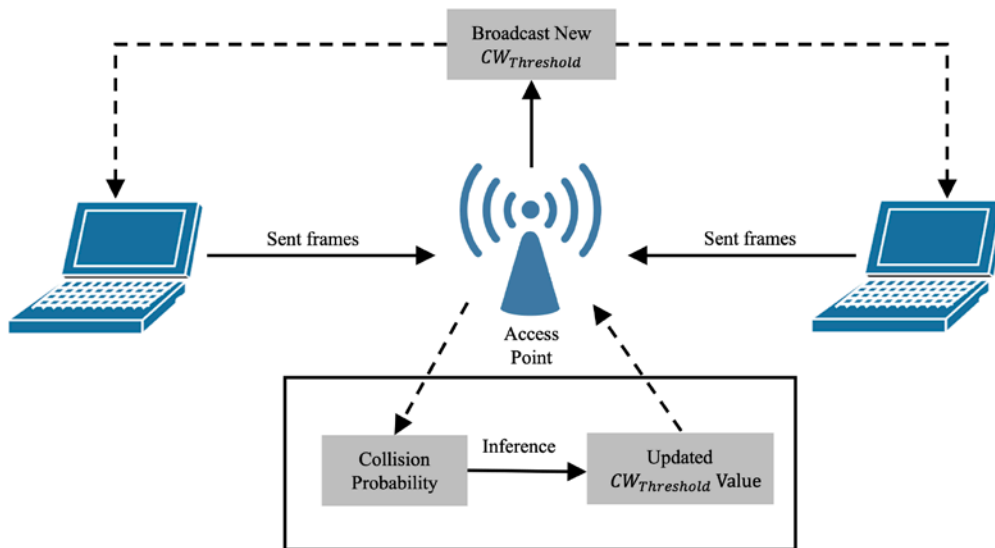 Broadcast New
CW_Threshold
Sent frames
Sent frames
Access
Point
Collision
Probability
Inference
Updated
CW_Threshold Value